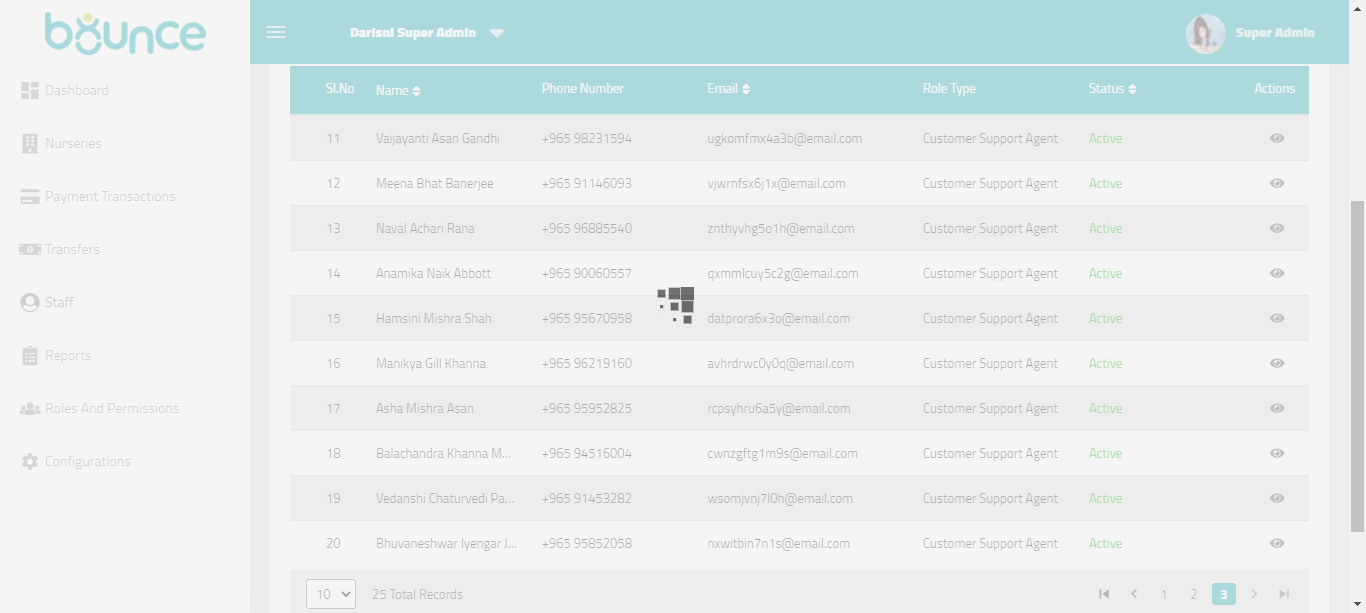 bounce
Darisni Super Admin
Super Admin
Dashboard
Nurseries
Payment Transactions
Transfers
Staff
Reports
Roles And Permissions
Configurations
Sl.No Name Phone Number Email Role Type Status Actions
11 Vaijayanti Asan Gandhi +965 98231594 ugkomfmx4a3b@email.com Customer Support Agent Active
12 Meena Bhat Banerjee +965 91146093 vjwrnfsx6j1x@email.com Customer Support Agent Active
13 Naval Achari Rana +965 96885540 znthyvhg5o1h@email.com Customer Support Agent Active
14 Anamika Naik Abbott +965 90060557 qxmmlcuy5c2g@email.com Customer Support Agent Active
15 Hamsini Mishra Shah +965 95670958 datprora6x3o@email.com Customer Support Agent Active
16 Manikya Gill Khanna +965 96219160 avhrdrwc0y0q@email.com Customer Support Agent Active
17 Asha Mishra Asan +965 95952825 rcpsyhru6a5y@email.com Customer Support Agent Active
18 Balachandra Khanna M... +965 94516004 cwnzgftg1m9s@email.com Customer Support Agent Active
19 Vedanshi Chaturvedi Pa... +965 91453282 wsomjvnj7l0h@email.com Customer Support Agent Active
20 Bhuvaneshwar Iyengar J... +965 95852058 nxwitbin7n1s@email.com Customer Support Agent Active
10 25 Total Records 1 2 3